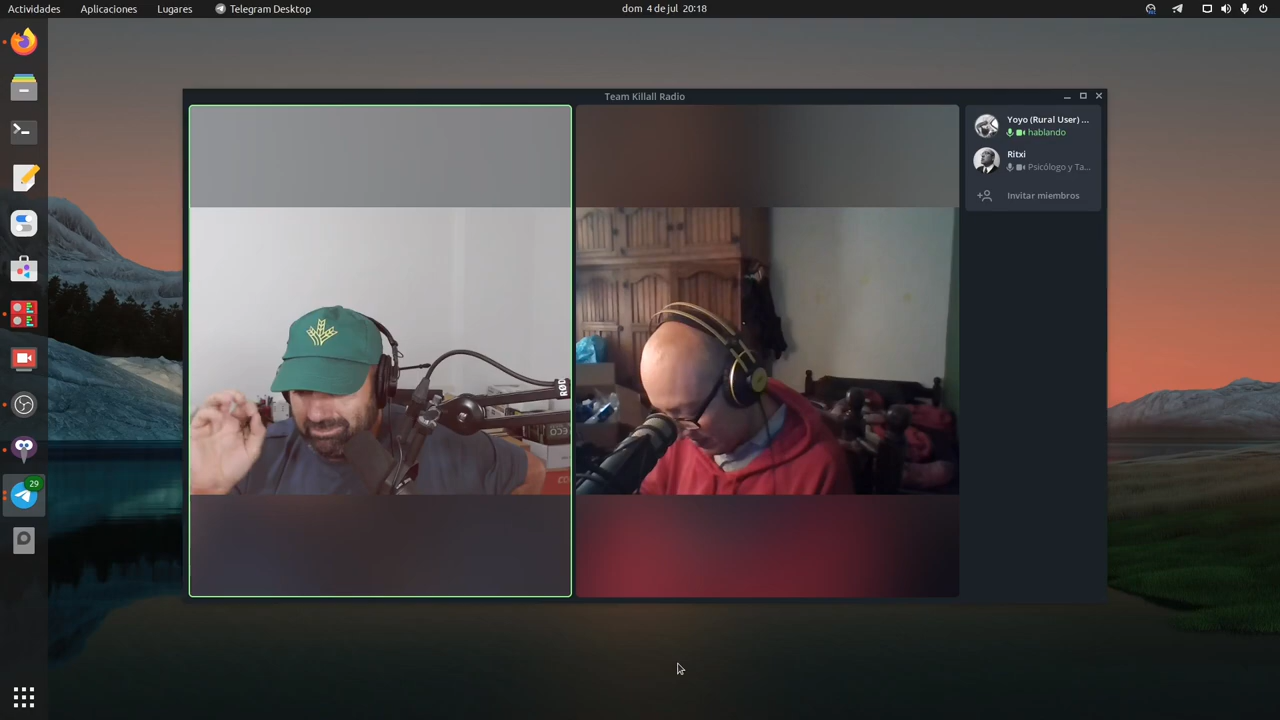 Actividades
Aplicaciones
Lugares
Telegram Desktop
dom 4 de jul 20:18
Team Killall Radio
Yoyo (Rural User) ...
hablando
Ritxi
Psicólogo y Ta...
Invitar miembros
29
RØD